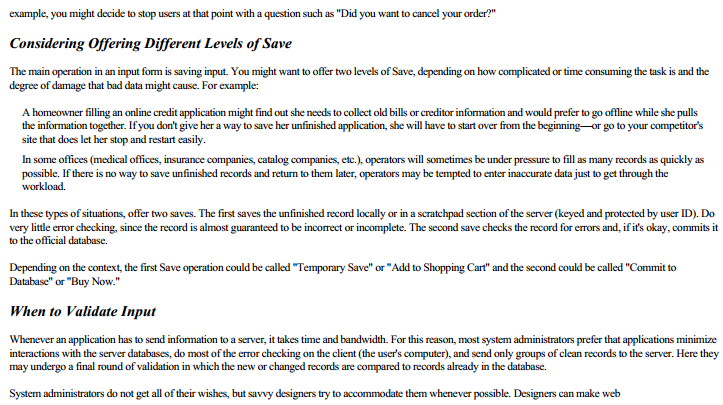 example, you might decide to stop users at that point with a question such as "Did you want to cancel your order?"
Considering Offering Different Levels of Save
The main operation in an input form is saving input. You might want to offer two levels of Save, depending on how complicated or time consuming the task is and the
degree of damage that bad data might cause. For example:
A homeowner filling an online credit application might find out she needs to collect old bills or creditor information and would prefer to go offline while she pulls
the information together. If you don't give her a way to save her unfinished application, she will have to start over from the beginning—or go to your competitor's
site that does let her stop and restart easily.
In some offices (medical offices, insurance companies, catalog companies, etc.), operators will sometimes be under pressure to fill as many records as quickly as
possible. If there is no way to save unfinished records and return to them later, operators may be tempted to enter inaccurate data just to get through the
workload.
In these types of situations, offer two saves. The first saves the unfinished record locally or in a scratchpad section of the server (keyed and protected by user ID). Do
very little error checking, since the record is almost guaranteed to be incorrect or incomplete. The second save checks the record for errors and, if it's okay, commits it
to the official database.
Depending on the context, the first Save operation could be called "Temporary Save" or "Add to Shopping Cart" and the second could be called "Commit to
Database" or "Buy Now."
When to Validate Input
Whenever an application has to send information to a server, it takes time and bandwidth. For this reason, most system administrators prefer that applications minimize
interactions with the server databases, do most of the error checking on the client (the user's computer), and send only groups of clean records to the server. Here they
may undergo a final round of validation in which the new or changed records are compared to records already in the database.
System administrators do not get all of their wishes, but savvy designers try to accommodate them whenever possible. Designers can make web